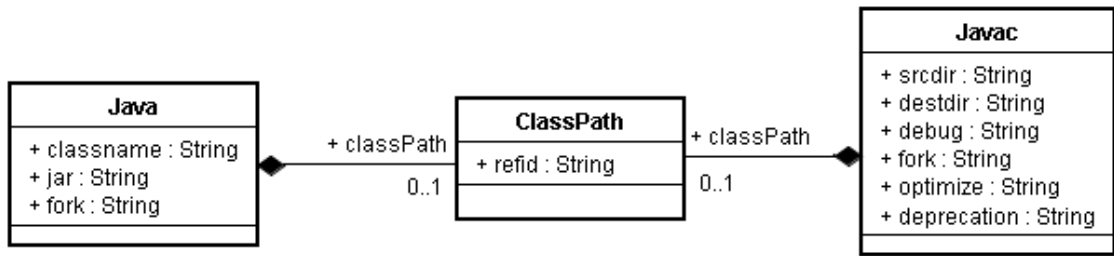 Java
+ classname : String
+ jar : String
+ fork : String
+ classPath
0..1
ClassPath
+ refid : String
+ classPath
0..1
Javac
+ srcdir : String
+ destdir : String
+ debug : String
+ fork : String
+ optimize : String
+ deprecation : String